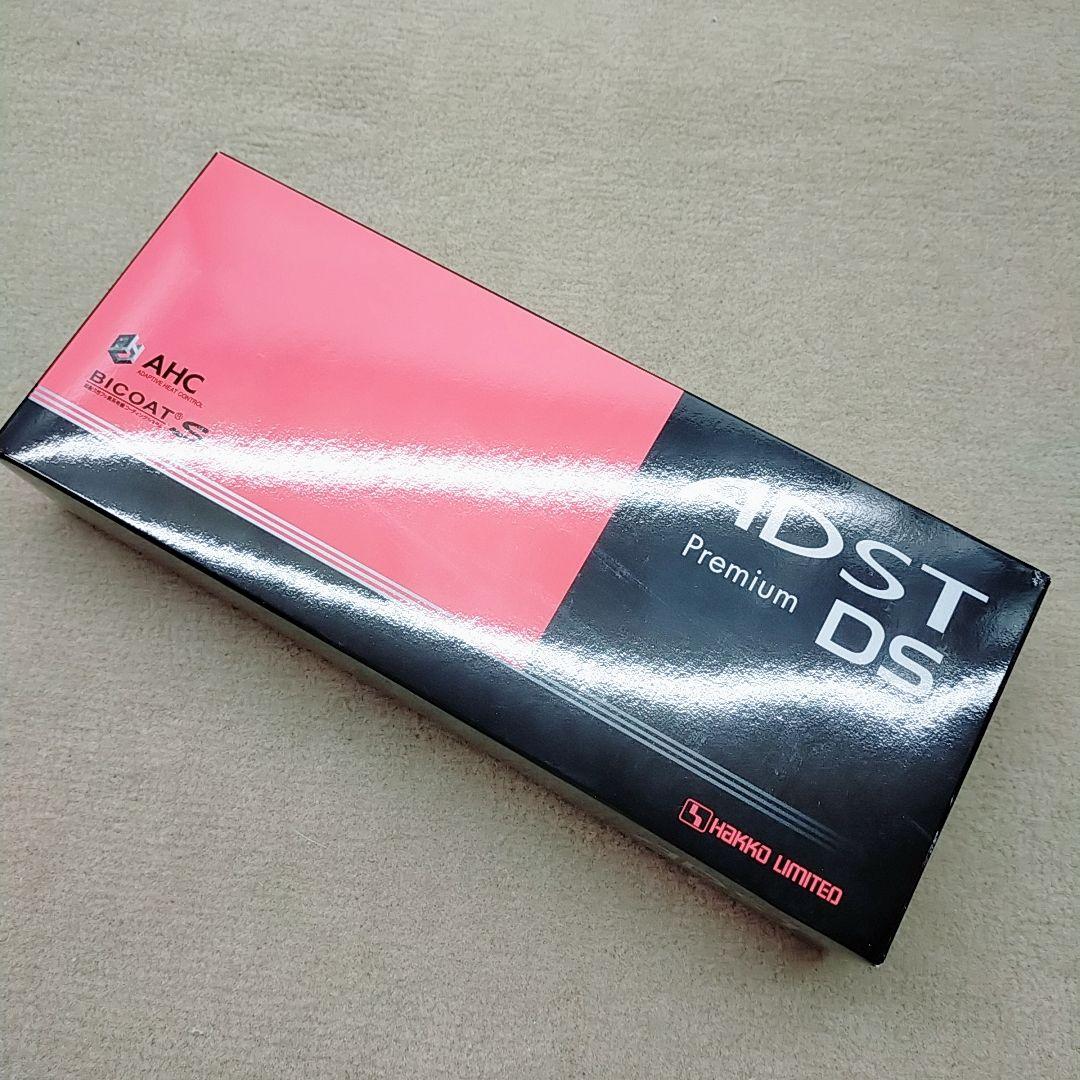 AHC
ADAPTIVE HEAT CONTROL
BICOAT® S
ADST
Premium
DS
HAKKO LIMITED